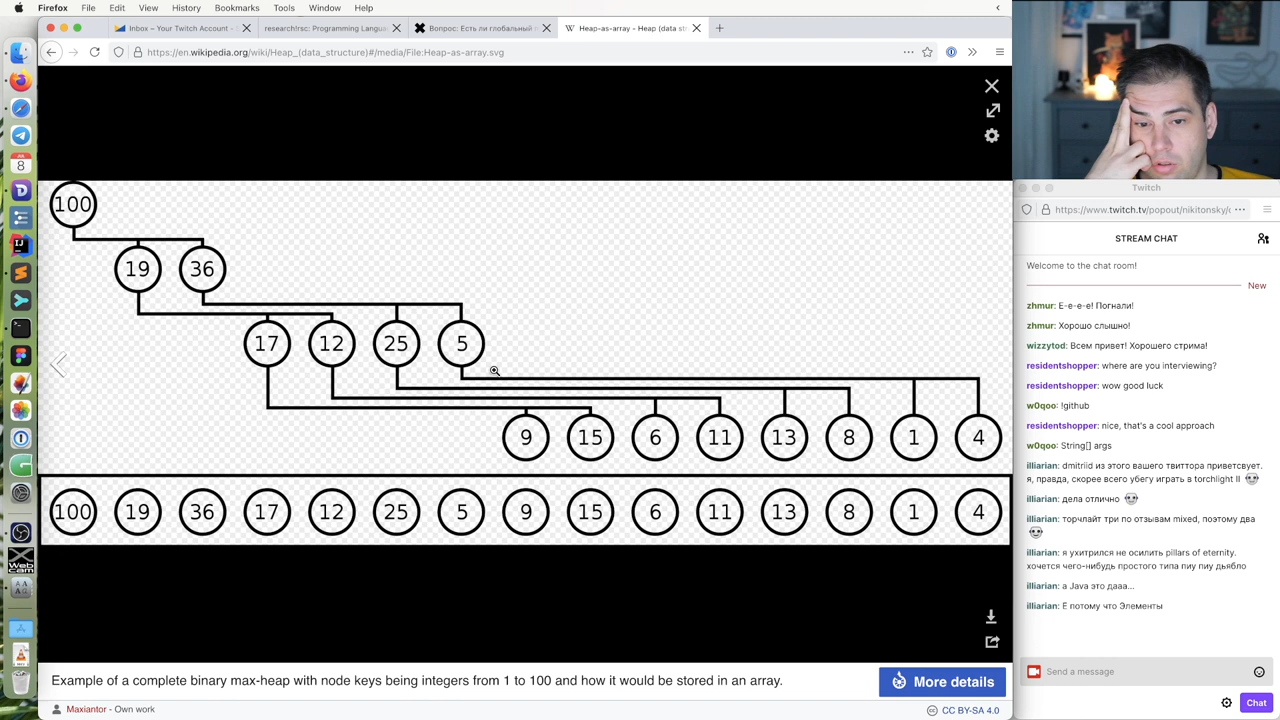 Firefox File Edit View History Bookmarks Tools Window Help
Inbox – Your Twitch Account –
research!rsc: Programming Langua
Вопрос: Есть ли глобальный
Heap-as-array - Heap (data str
https://en.wikipedia.org/wiki/Heap_(data_structure)#/media/File:Heap-as-array.svg
100
19 36
17 12 25 5
9 15 6 11 13 8 1 4
100 19 36 17 12 25 5 9 15 6 11 13 8 1 4
Example of a complete binary max-heap with node keys being integers from 1 to 100 and how it would be stored in an array.
More details
Maxiantor - Own work
CC BY-SA 4.0
8
Twitch
https://www.twitch.tv/popout/nikitonsky/
STREAM CHAT
Welcome to the chat room!
New
zhmur: Е-е-е-е! Погнали!
zhmur: Хорошо слышно!
wizzytod: Всем привет! Хорошего стрима!
residentshopper: where are you interviewing?
residentshopper: wow good luck
w0qoo: !github
residentshopper: nice, that's a cool approach
w0qoo: String[] args
illiarian: dmitriid из этого вашего твиттора приветсвует.
я, правда, скорее всего убегу играть в torchlight II
illiarian: дела отлично
illiarian: торчлайт три по отзывам mixed, поэтому два
illiarian: я ухитрился не осилить pillars of eternity.
хочется чего-нибудь простого типа пиу пиу дьябло
illiarian: а Java это дааа...
illiarian: Е потому что Элементы
Send a message
Chat